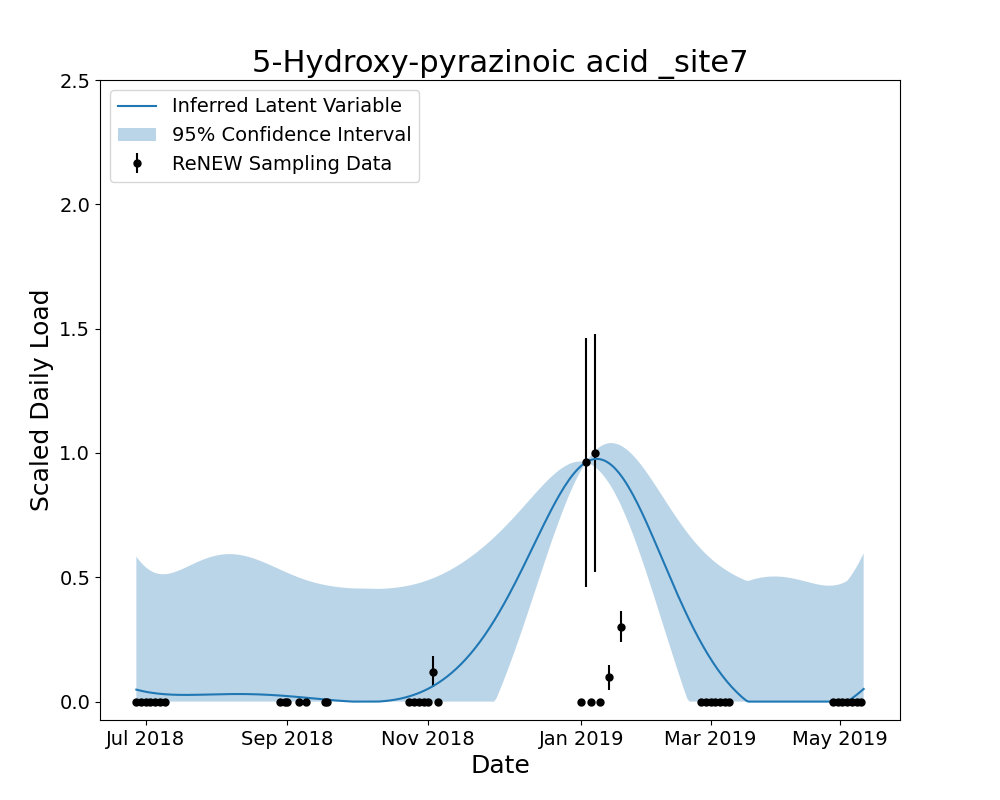 5-Hydroxy-pyrazinoic acid _site7
Inferred Latent Variable
95% Confidence Interval
ReNEW Sampling Data
Scaled Daily Load
2.5
2.0
1.5
1.0
0.5
0.0
Jul 2018 Sep 2018 Nov 2018 Jan 2019 Mar 2019 May 2019
Date